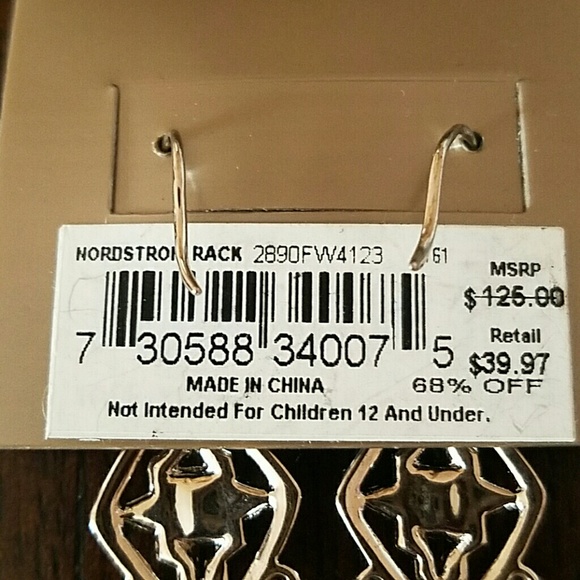 NORDSTROM RACK 2890FW4123 61
MSRP
$125.00
Retail
$39.97
68% OFF
7 30588 34007 5
MADE IN CHINA
Not Intended For Children 12 And Under.